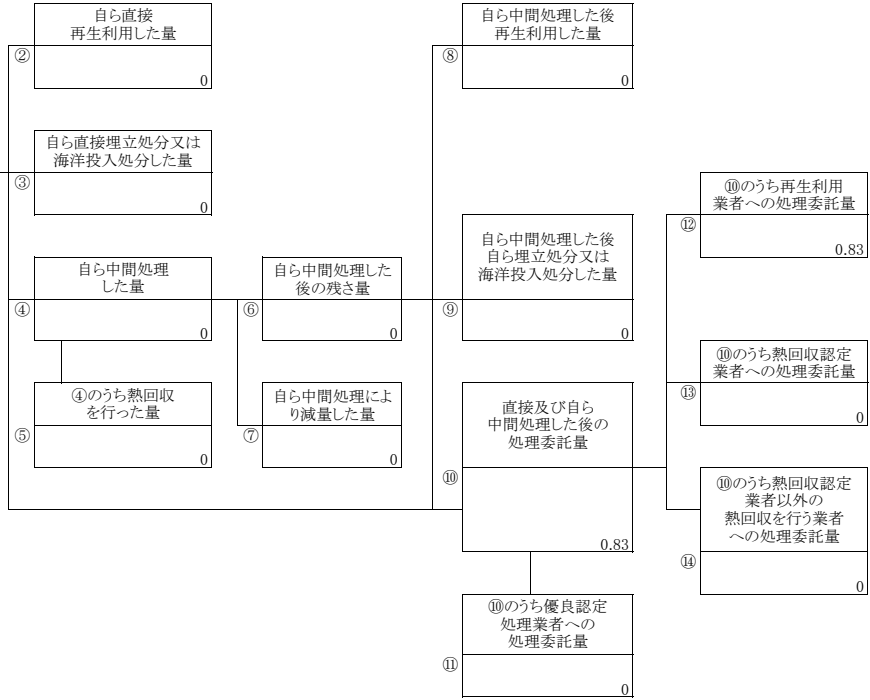 自ら直接
再生利用した量
②
0
自ら直接埋立処分又は
海洋投入処分した量
③
0
自ら中間処理
した量
④
0
④のうち熱回収
を行った量
⑤
0
自ら中間処理した
後の残さ量
⑥
0
自ら中間処理によ
り減量した量
⑦
0
自ら中間処理した後
再生利用した量
⑧
0
自ら中間処理した後
自ら埋立処分又は
海洋投入処分した量
⑨
0
直接及び自ら
中間処理した後の
処理委託量
⑩
0.83
⑩のうち優良認定
処理業者への
処理委託量
⑪
0
⑩のうち再生利用
業者への処理委託量
⑫
0.83
⑩のうち熱回収認定
業者への処理委託量
⑬
0
⑩のうち熱回収認定
業者以外の
熱回収を行う業者
への処理委託量
⑭
0